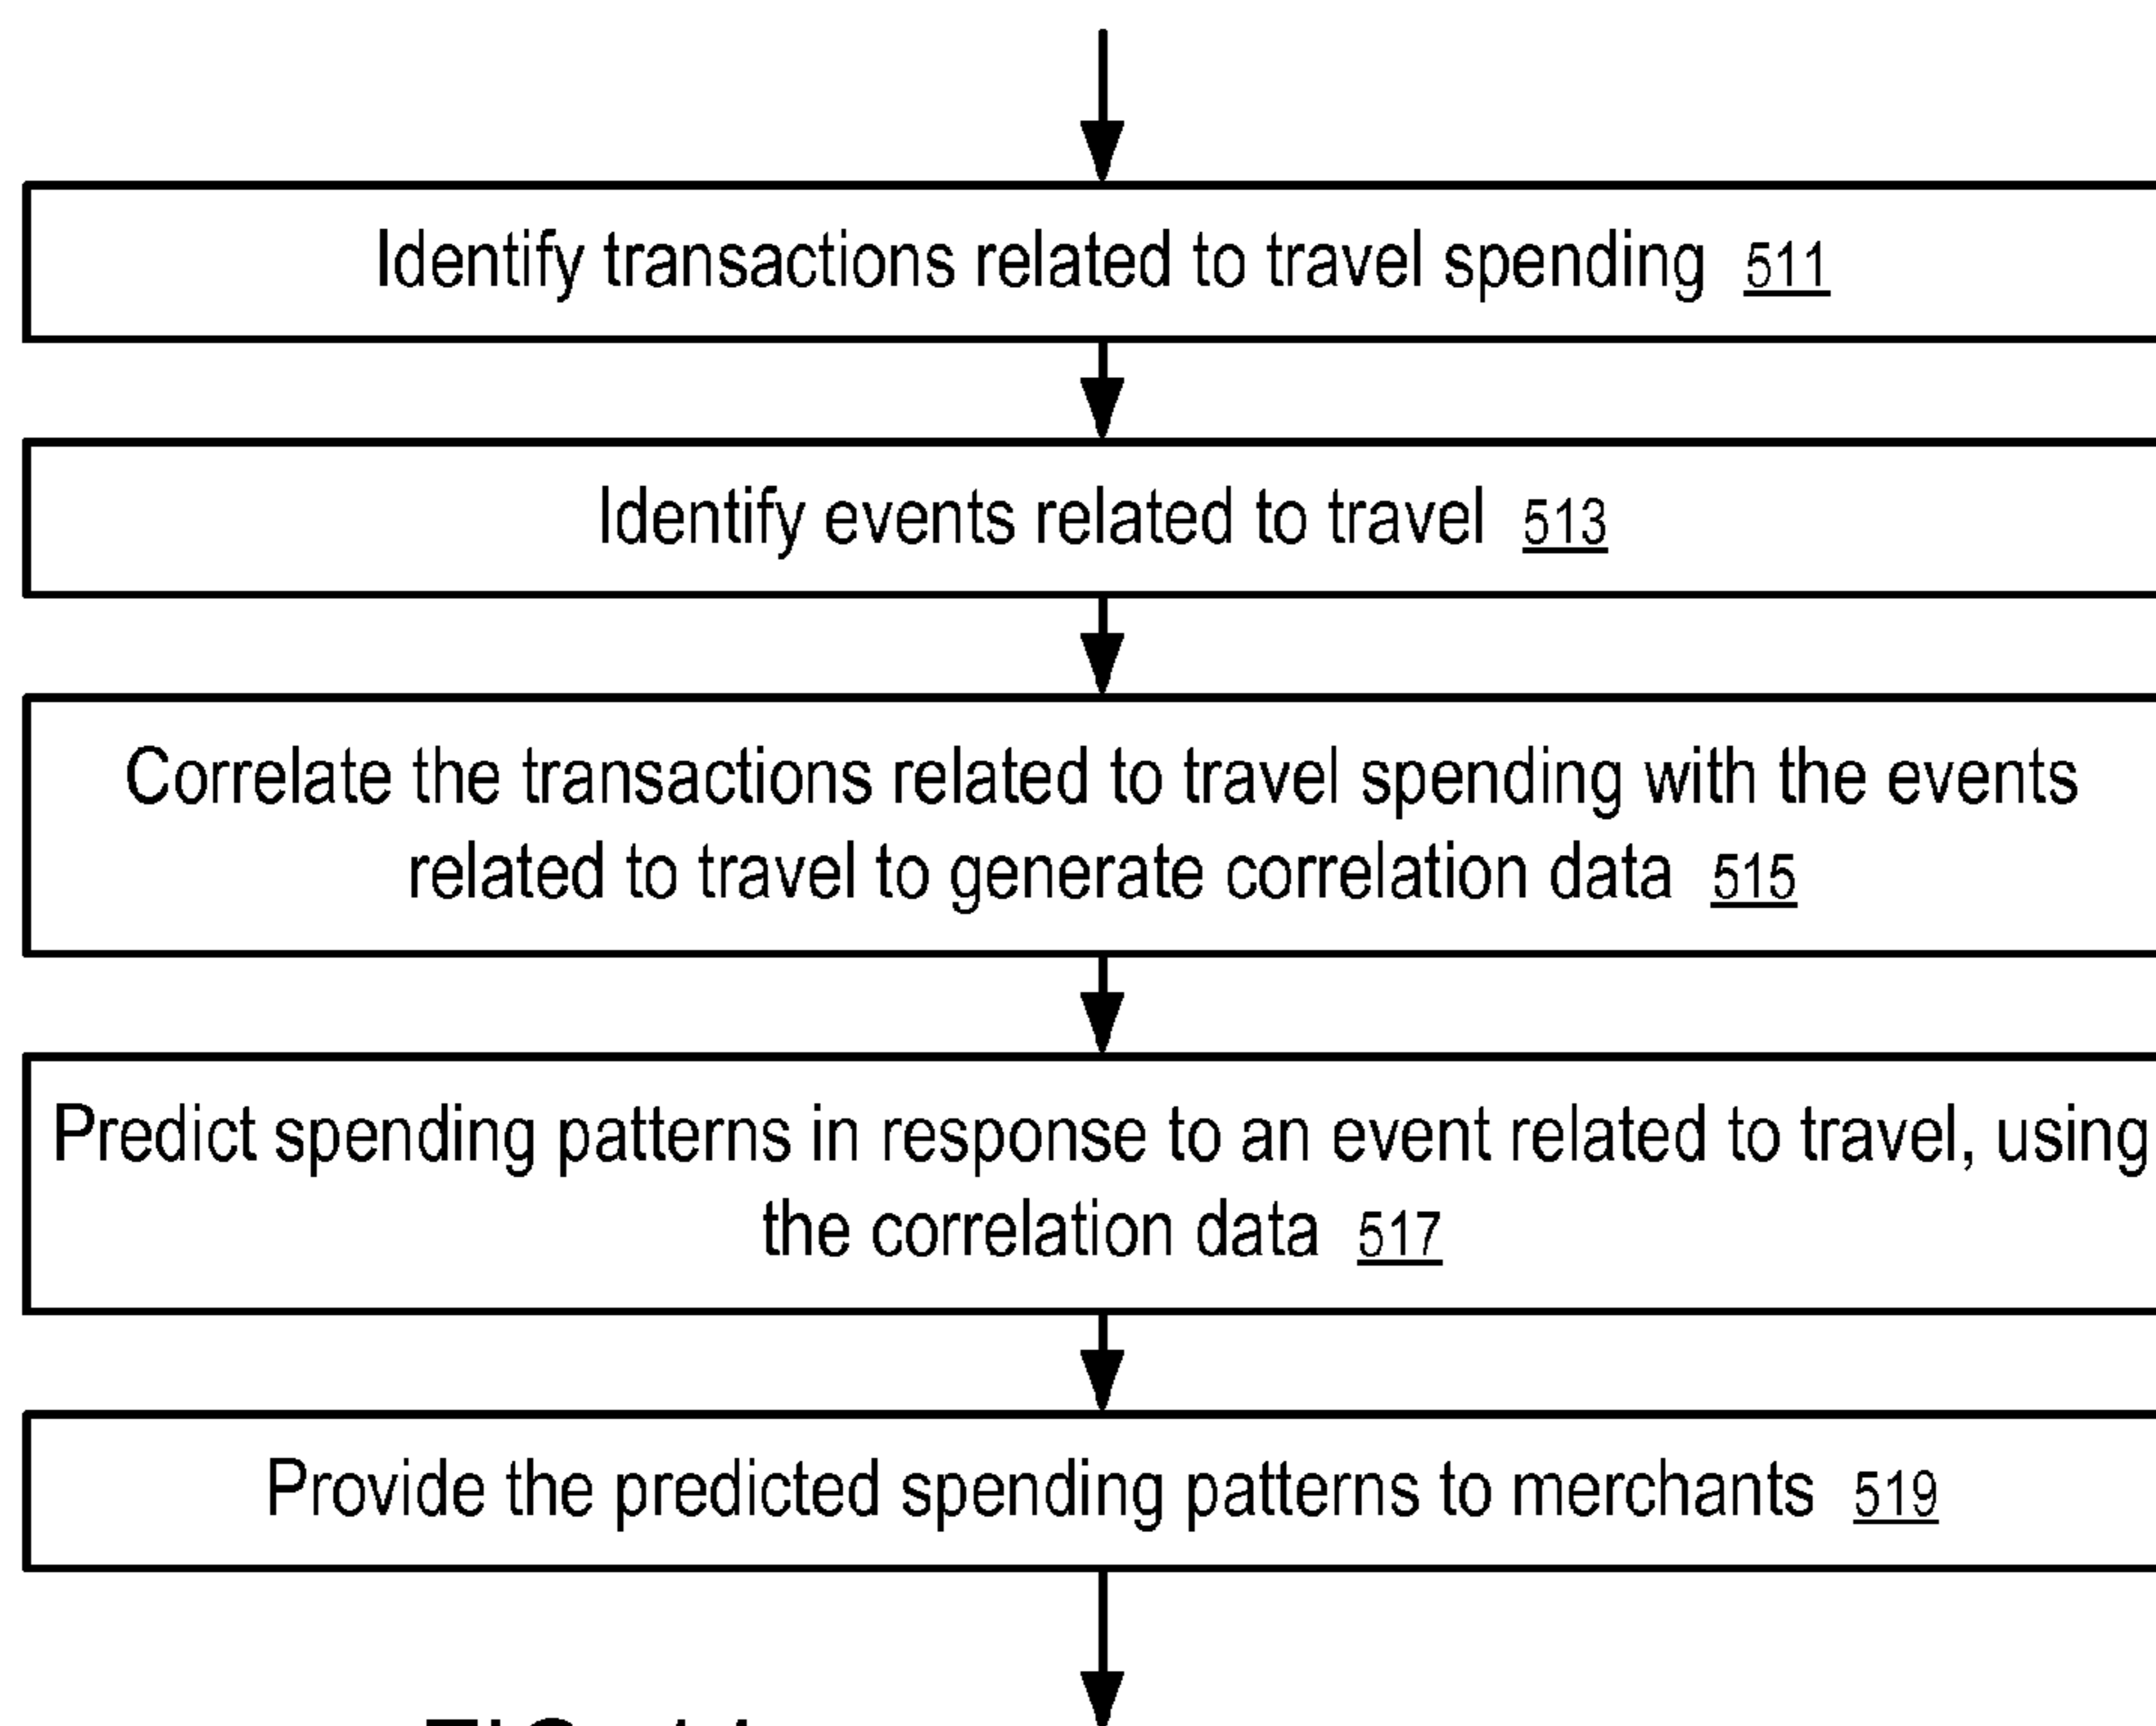 Identify transactions related to travel spending 511
Identify events related to travel 513
Correlate the transactions related to travel spending with the events
related to travel to generate correlation data 515
Predict spending patterns in response to an event related to travel, using
the correlation data 517
Provide the predicted spending patterns to merchants 519